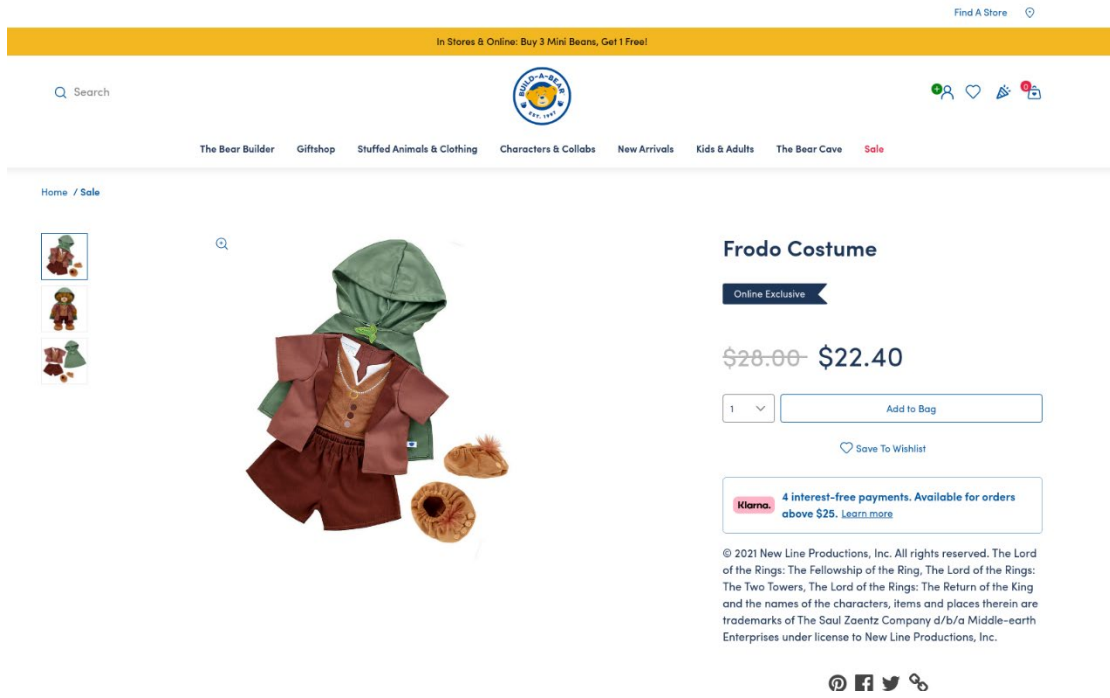 Find A Store
In Stores & Online: Buy 3 Mini Beans, Get 1 Free!
Search
BUILD-A-BEAR
EST. 1997
+
0
The Bear Builder Giftshop Stuffed Animals & Clothing Characters & Collabs New Arrivals Kids & Adults The Bear Cave Sale
Home / Sale
Frodo Costume
Online Exclusive
$28.00 $22.40
1 Add to Bag
Save To Wishlist
Klarna. 4 interest-free payments. Available for orders
above $25. Learn more
© 2021 New Line Productions, Inc. All rights reserved. The Lord
of the Rings: The Fellowship of the Ring, The Lord of the Rings:
The Two Towers, The Lord of the Rings: The Return of the King
and the names of the characters, items and places therein are
trademarks of The Saul Zaentz Company d/b/a Middle-earth
Enterprises under license to New Line Productions, Inc.